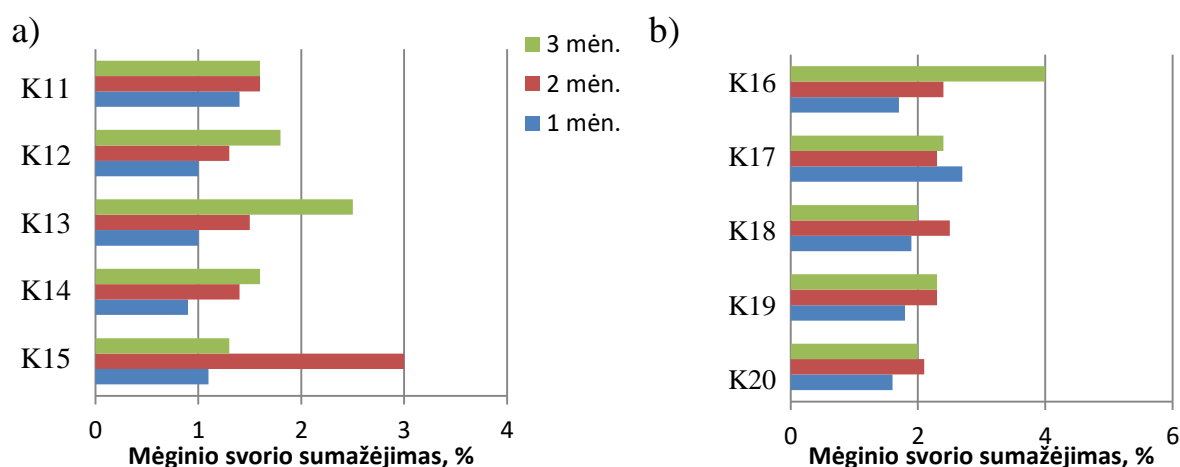 a)
3 mėn.
2 mėn.
1 mėn.
K11
K12
K13
K14
K15
0 1 2 3 4
Mėginio svorio sumažėjimas, %
b)
K16
K17
K18
K19
K20
0 2 4 6
Mėginio svorio sumažėjimas, %